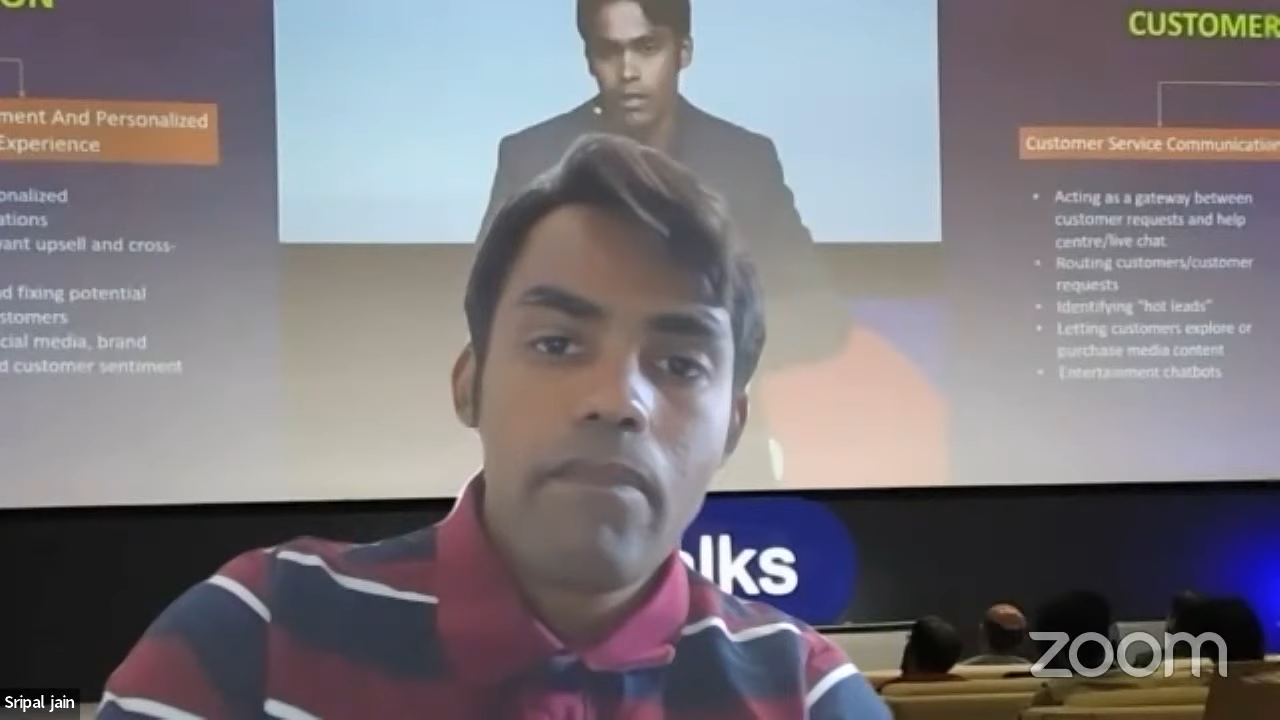 ON
ment And Personalized
Experience
onalized
ations
vant upsell and cross-
d fixing potential
stomers
cial media, brand
d customer sentiment
CUSTOMER
Customer Service Communication
• Acting as a gateway between
customer requests and help
centre/live chat
• Routing customers/customer
requests
• Identifying "hot leads"
• Letting customers explore or
purchase media content
• Entertainment chatbots
alks
zoom
Sripal jain